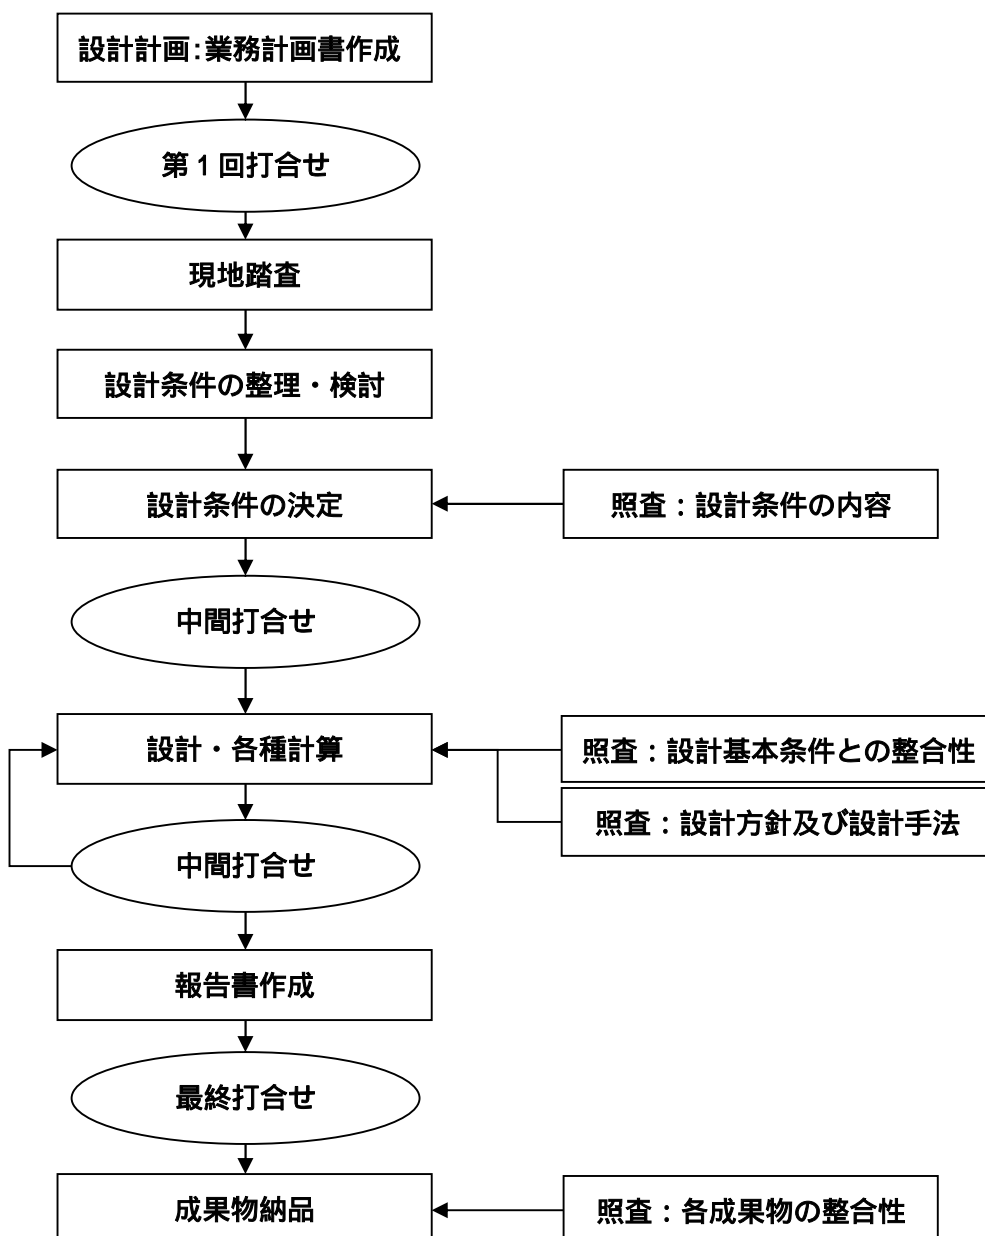 設計計画:業務計画書作成
第1回打合せ
現地踏査
設計条件の整理・検討
設計条件の決定
照査：設計条件の内容
中間打合せ
設計・各種計算
照査：設計基本条件との整合性
照査：設計方針及び設計手法
中間打合せ
報告書作成
最終打合せ
成果物納品
照査：各成果物の整合性